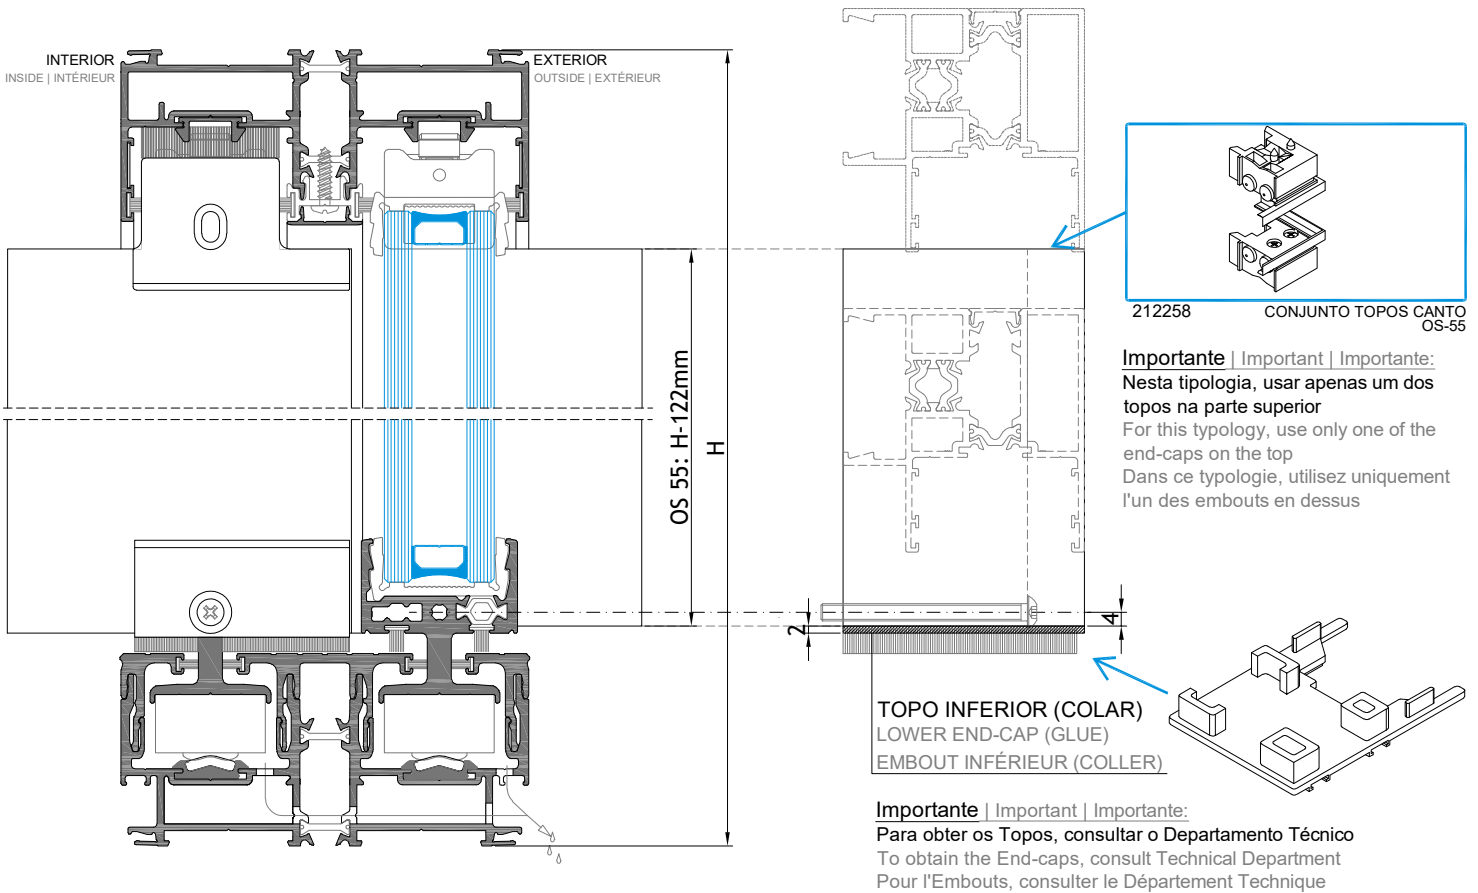 INTERIOR
INSIDE | INTÉRIEUR
EXTERIOR
OUTSIDE | EXTÉRIEUR
OS 55: H-122mm
H
2
4
212258
CONJUNTO TOPOS CANTO
OS-55
Importante | Important | Importante:
Nesta tipologia, usar apenas um dos
topos na parte superior
For this typology, use only one of the
end-caps on the top
Dans ce typologie, utilisez uniquement
l'un des embouts en dessus
TOPO INFERIOR (COLAR)
LOWER END-CAP (GLUE)
EMBOUT INFÉRIEUR (COLLER)
Importante | Important | Importante:
Para obter os Topos, consultar o Departamento Técnico
To obtain the End-caps, consult Technical Department
Pour l'Embouts, consulter le Département Technique